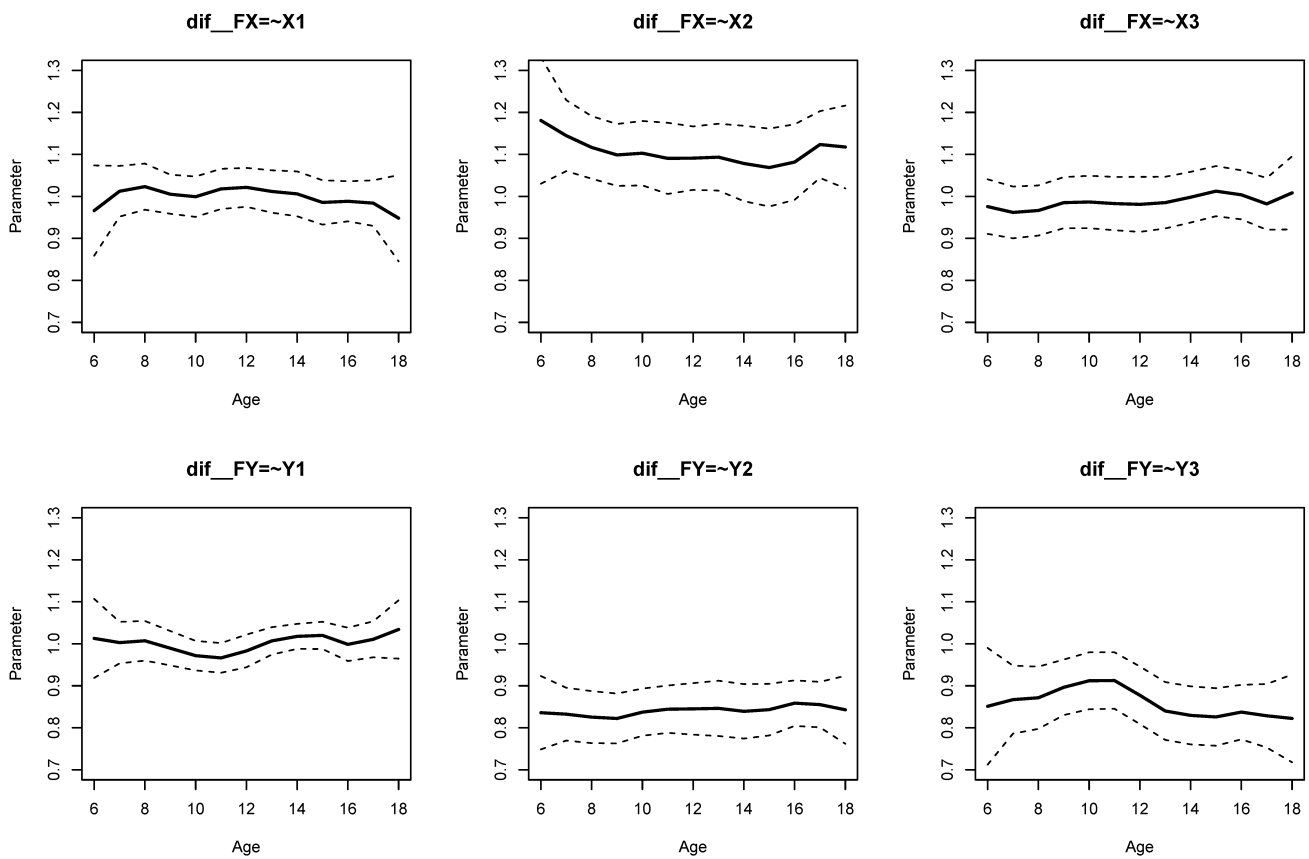 dif__FX=~X1
dif__FX=~X2
dif__FX=~X3
Parameter
0.7 0.8 0.9 1.0 1.1 1.2 1.3
6 8 10 12 14 16 18
Age
Parameter
0.7 0.8 0.9 1.0 1.1 1.2 1.3
6 8 10 12 14 16 18
Age
Parameter
0.7 0.8 0.9 1.0 1.1 1.2 1.3
6 8 10 12 14 16 18
Age
dif__FY=~Y1
dif__FY=~Y2
dif__FY=~Y3
Parameter
0.7 0.8 0.9 1.0 1.1 1.2 1.3
6 8 10 12 14 16 18
Age
Parameter
0.7 0.8 0.9 1.0 1.1 1.2 1.3
6 8 10 12 14 16 18
Age
Parameter
0.7 0.8 0.9 1.0 1.1 1.2 1.3
6 8 10 12 14 16 18
Age